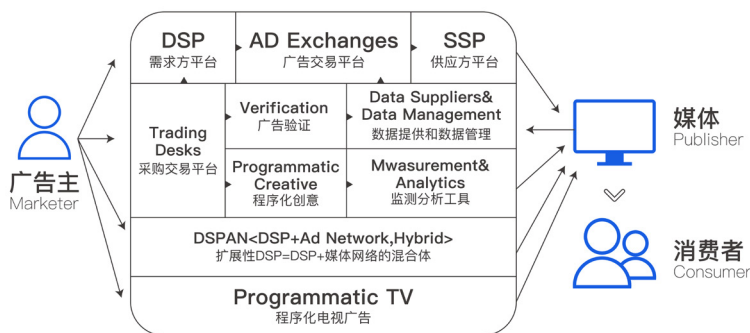 DSP
需求方平台
AD Exchanges
广告交易平台
SSP
供应方平台
Trading
Desks
采购交易平台
Verification
广告验证
Data Suppliers&
Data Management
数据提供和数据管理
Programmatic
Creative
程序化创意
Mwasurement&
Analytics
监测分析工具
DSPAN<DSP+Ad Network,Hybrid>
扩展性DSP=DSP+媒体网络的混合体
Programmatic TV
程序化电视广告
广告主
Marketer
媒体
Publisher
消费者
Consumer